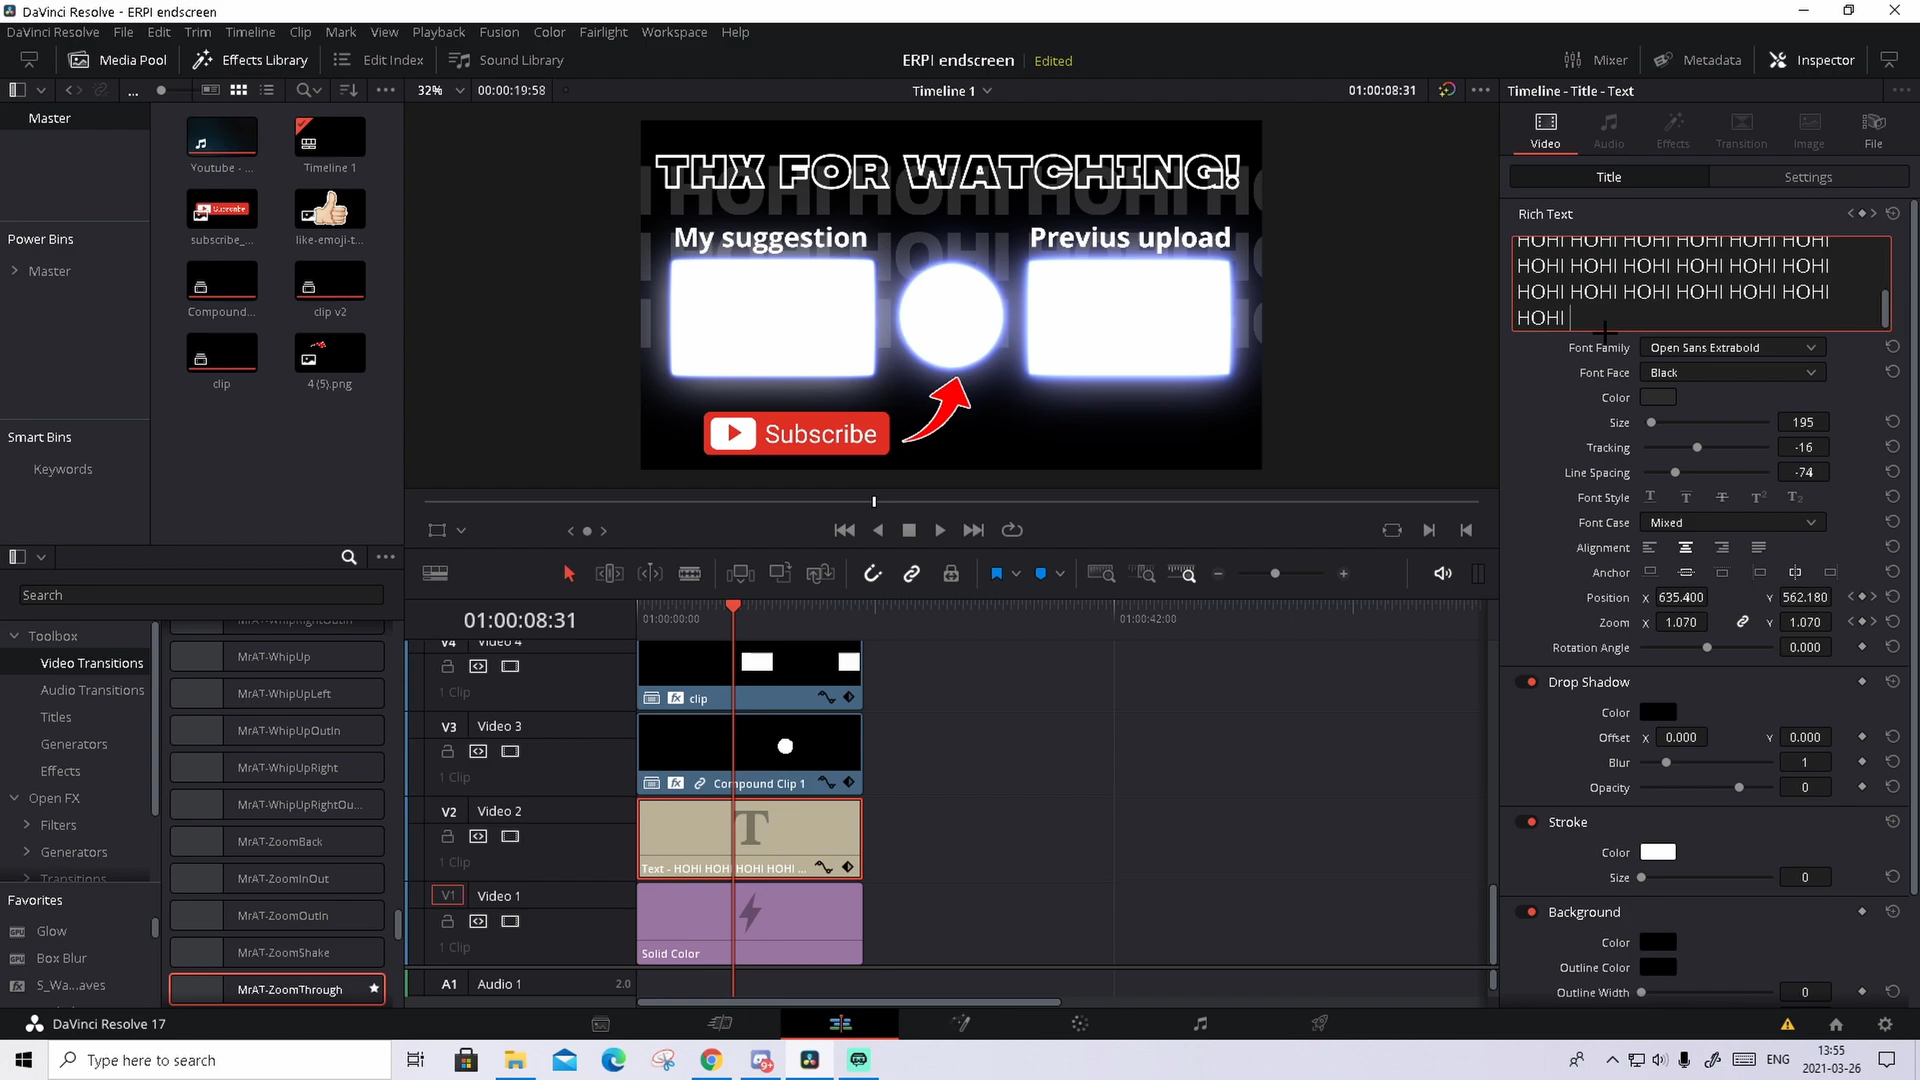 DaVinci Resolve - ERPI endscreen
DaVinci Resolve File Edit Trim Timeline Clip Mark View Playback Fusion Color Fairlight Workspace Help
Media Pool Effects Library Edit Index Sound Library ERPI endscreen Edited Mixer Metadata Inspector
... 32% 00:00:19:58 Timeline 1 01:00:08:31 Timeline - Title - Text
Master
Youtube - ...
Timeline 1
subscribe_...
like-emoji-t...
Power Bins
Master
Compound...
clip v2
clip
4 (5).png
Smart Bins
Keywords
THX FOR WATCHING!
HOHI HOHI HOHI
My suggestion
Previus upload
Subscribe
Video Audio Effects Transition Image File
Title Settings
Rich Text
HOHI HOHI HOHI HOHI HOHI HOHI
HOHI HOHI HOHI HOHI HOHI HOHI
HOHI HOHI HOHI HOHI HOHI HOHI
HOHI
Font Family Open Sans Extrabold
Font Face Black
Color
Size 195
Tracking -16
Line Spacing -74
Font Style T T T T² T₂
Font Case Mixed
Alignment
Anchor
Position X 635.400 Y 562.180
Zoom X 1.070 Y 1.070
Rotation Angle 0.000
Drop Shadow
Color
Offset X 0.000 Y 0.000
Blur 1
Opacity 0
Stroke
Color
Size 0
Background
Color
Outline Color
Outline Width 0
Search
Toolbox
Video Transitions
Audio Transitions
Titles
Generators
Effects
Open FX
Filters
Generators
Transitions
Favorites
Glow
Box Blur
S_Wa...aves
MrAT-WhipRightOutIn
MrAT-WhipUp
MrAT-WhipUpLeft
MrAT-WhipUpOutIn
MrAT-WhipUpRight
MrAT-WhipUpRightOu...
MrAT-ZoomBack
MrAT-ZoomInOut
MrAT-ZoomOutIn
MrAT-ZoomShake
MrAT-ZoomThrough
01:00:08:31
01:00:00:00 01:00:42:00
V4 Video 4
1 Clip
fx clip
V3 Video 3
1 Clip
fx Compound Clip 1
V2 Video 2
1 Clip
T
Text - HOHI HOHI HOHI HOHI ...
V1 Video 1
1 Clip
Solid Color
A1 Audio 1 2.0
DaVinci Resolve 17
Type here to search
ENG
13:55
2021-03-26